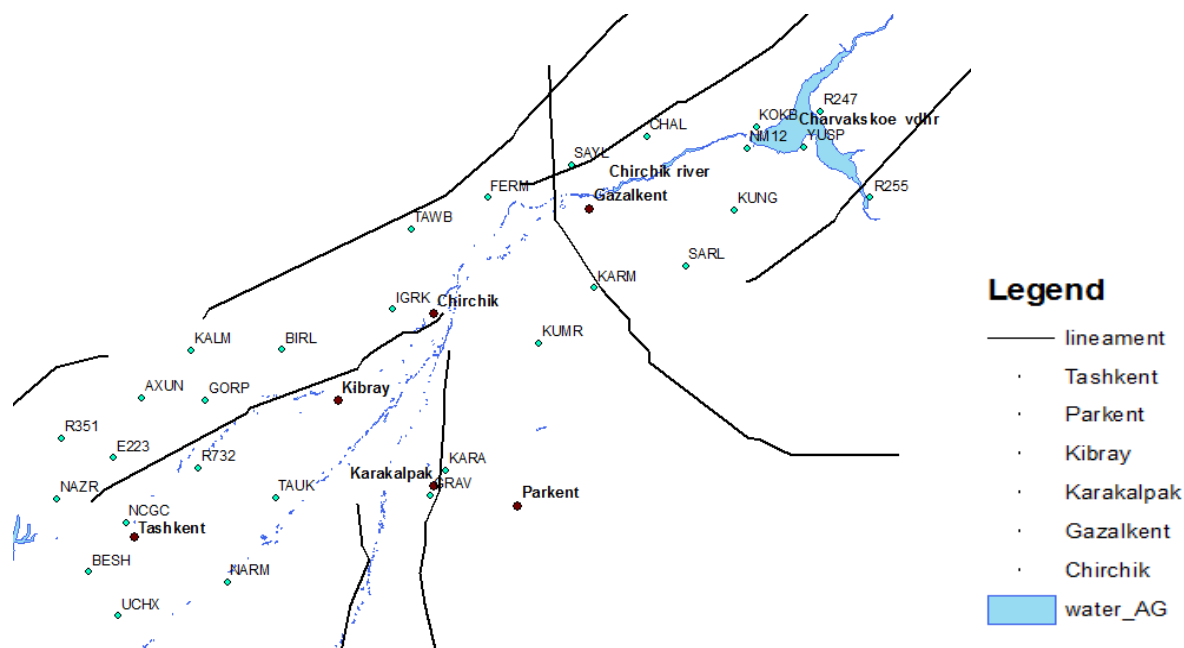 R247
KOKB
Charvakskoe vdhr
CHAL
NM12
YUSP
SAYL
Chirchik river
R255
FERM
Gazalkent
KUNG
TAWB
SARL
KARM
IGRK
Chirchik
KUMR
KALM
BIRL
AXUN
GORP
Kibray
R351
E223
R732
KARA
Karakalpak
GRAV
NAZR
TAUK
Parkent
NCGC
Tashkent
BESH
NARM
UCHX
Legend
lineament
Tashkent
Parkent
Kibray
Karakalpak
Gazalkent
Chirchik
water_AG